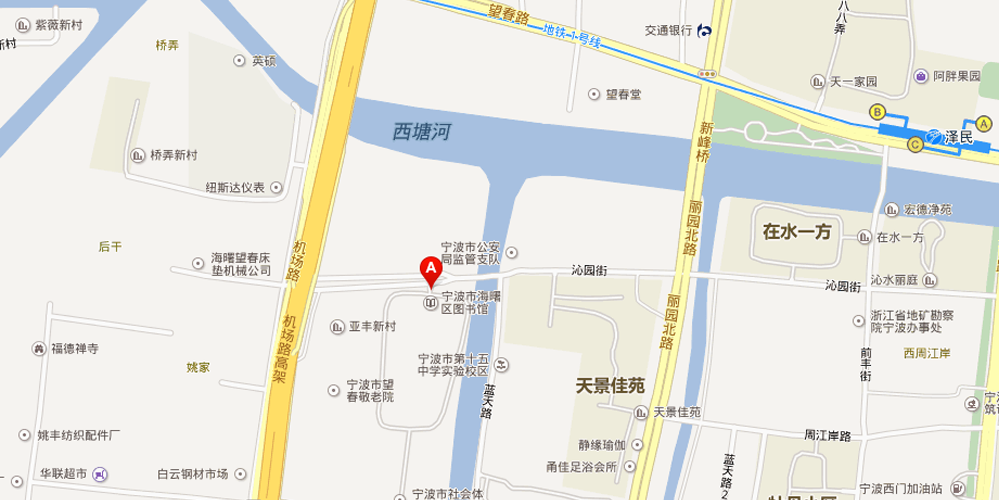 紫薇新村
新村
桥弄
英硕
望春路
地铁1号线
交通银行
八八弄
天一家园
阿胖果园
望春堂
西塘河
新峰桥
B
A
C
泽民
桥弄新村
纽斯达仪表
丽园北路
宏德净苑
在水一方
在水一方
后干
海曙望春床
垫机械公司
机场路
宁波市公安
局监管支队
A
沁园街
沁园街
沁水丽庭
宁波市海曙
区图书馆
机场路高架
亚丰新村
丽园北路
浙江省地矿勘察
院宁波办事处
前丰街
西周江岸
福德禅寺
姚家
宁波市第十五
中学实验校区
宁波市望
春敬老院
蓝天路
天景佳苑
天景佳苑
宁波
周江岸路
姚丰纺织配件厂
静缘瑜伽
甬佳足浴会所
华联超市
白云钢材市场
宁波市社会体
蓝天路2
宁波西门加油站